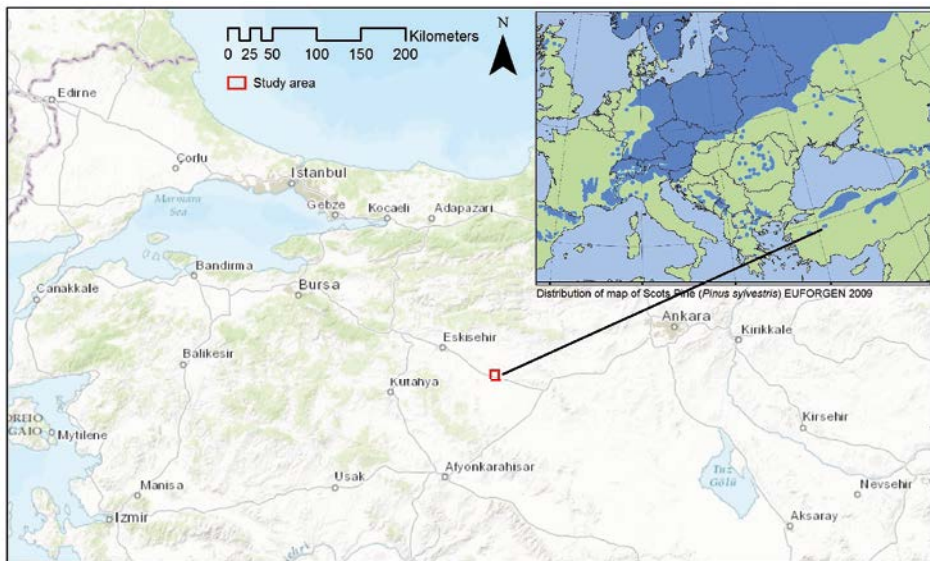 N
Kilometers
0 25 50 100 150 200
Study area
Edirne
Çorlu
Istanbul
Marmara
Sea
Gebze
Kocaeli
Adapazari
Bandirma
Bursa
Canakkale
Distribution of map of Scots Pine (Pinus sylvestris) EUFORGEN 2009
Ankara
Kirikkale
Eskisehir
Balikesir
Kutahya
OREIO
GAIO
Mytilene
Kirsehir
Afyonkarahisar
Usak
Manisa
Tuz
Gölü
Nevsehir
Izmir
Aksaray